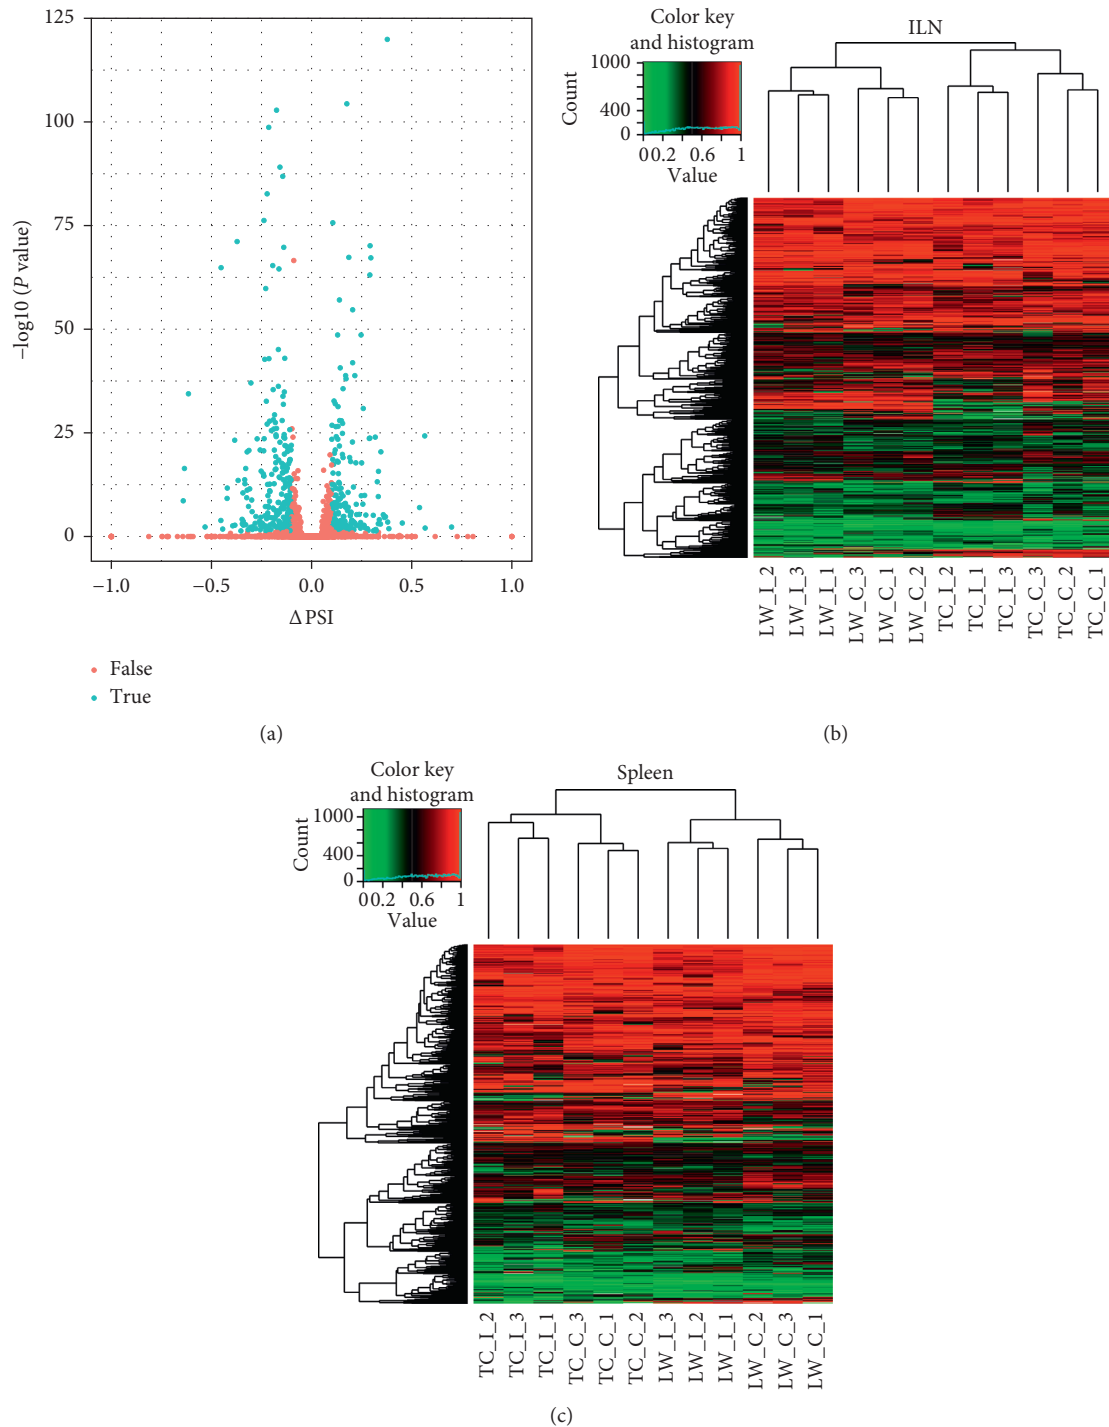 125
100
75
50
25
0
−log10 (P value)
−1.0 −0.5 0.0 0.5 1.0
Δ PSI
False
True
(a)
Color key
and histogram
1000
400
0
Count
0 0.2 0.6 1
Value
ILN
LW_I_2 LW_I_3 LW_I_1 LW_C_3 LW_C_1 LW_C_2 TC_I_2 TC_I_1 TC_I_3 TC_C_3 TC_C_2 TC_C_1
(b)
Color key
and histogram
1000
400
0
Count
0 0.2 0.6 1
Value
Spleen
TC_I_2 TC_I_3 TC_I_1 TC_C_3 TC_C_1 TC_C_2 LW_I_3 LW_I_2 LW_I_1 LW_C_2 LW_C_3 LW_C_1
(c)